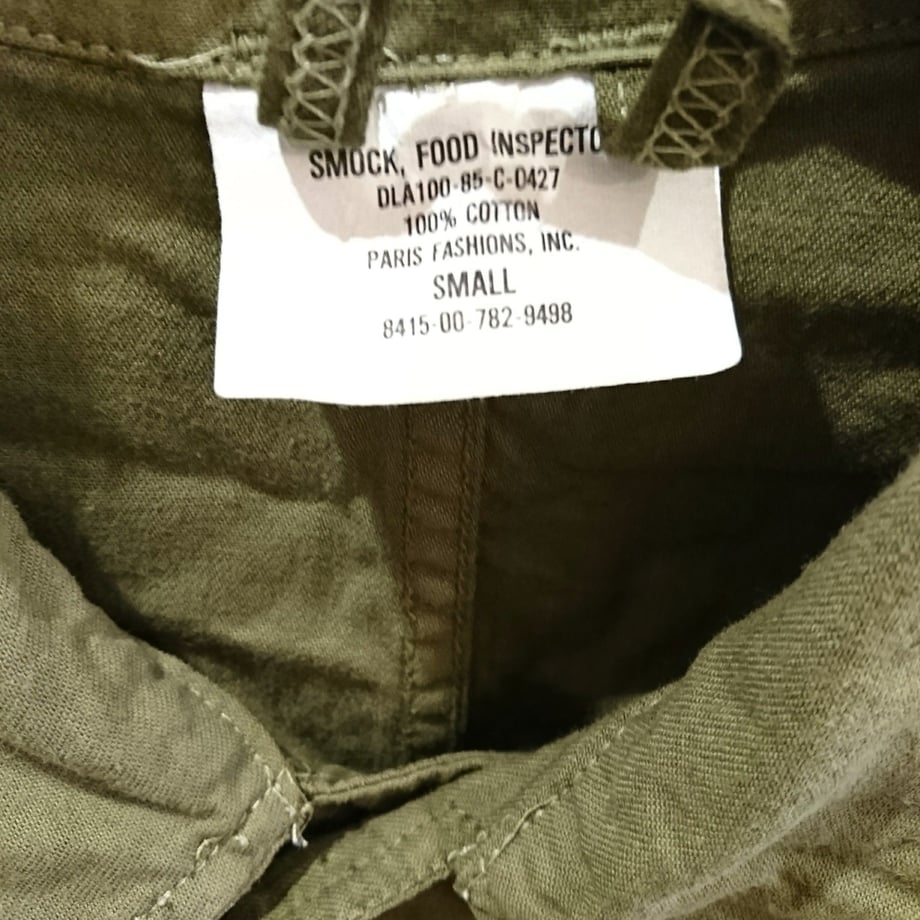 SMOCK, FOOD INSPECTO
DLA100-85-C-0427
100% COTTON
PARIS FASHIONS, INC.
SMALL
8415-00-782-9498